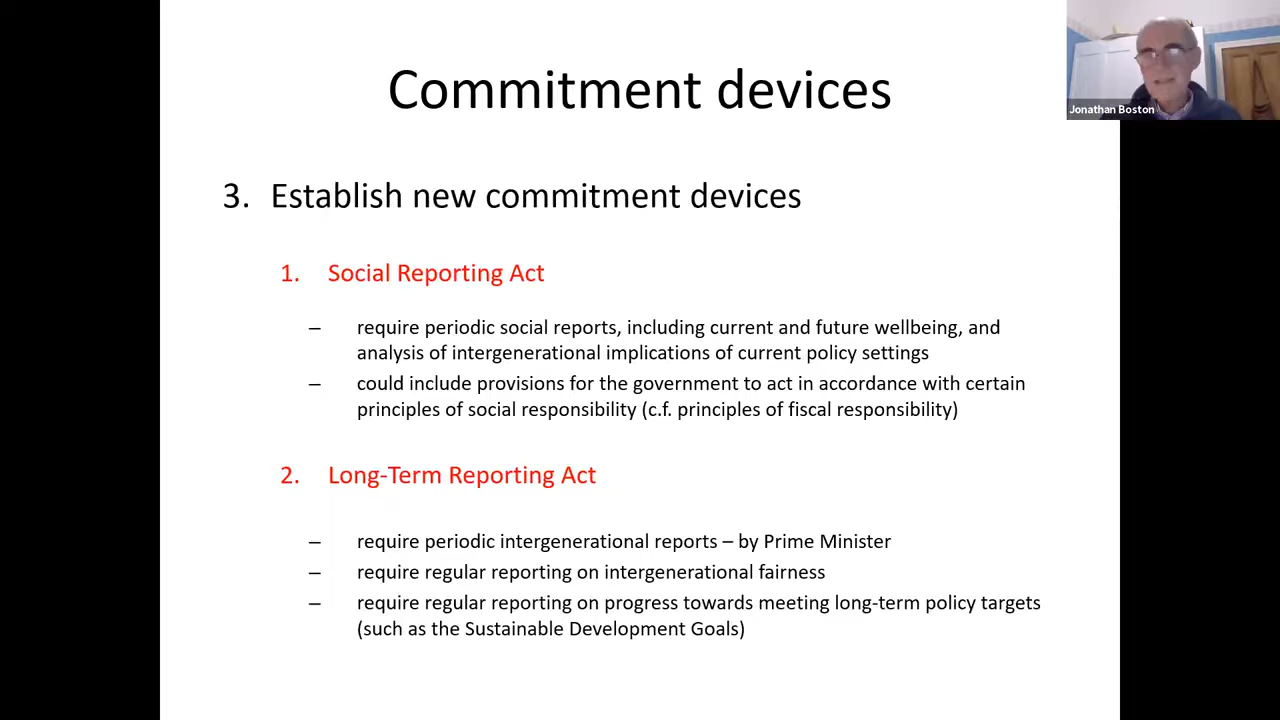 Commitment devices
Jonathan Boston
3. Establish new commitment devices
1. Social Reporting Act
– require periodic social reports, including current and future wellbeing, and
analysis of intergenerational implications of current policy settings
– could include provisions for the government to act in accordance with certain
principles of social responsibility (c.f. principles of fiscal responsibility)
2. Long-Term Reporting Act
– require periodic intergenerational reports – by Prime Minister
– require regular reporting on intergenerational fairness
– require regular reporting on progress towards meeting long-term policy targets
(such as the Sustainable Development Goals)